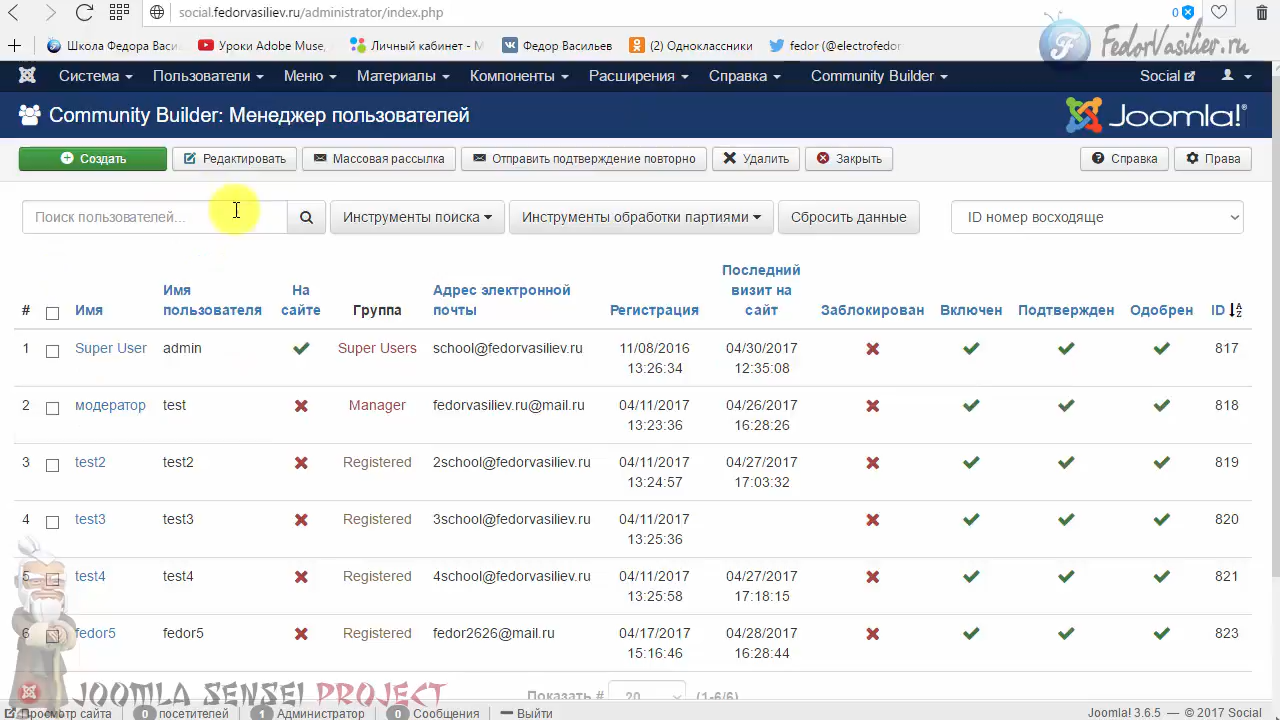 social.fedorvasiliev.ru/administrator/index.php
0
Школа Федора Васи
Уроки Adobe Muse,
Личный кабинет - М
Федор Васильев
(2) Одноклассники
fedor (@electrofedor
FedorVasiliev.ru
Система Пользователи Меню Материалы Компоненты Расширения Справка Community Builder Social
Community Builder: Менеджер пользователей
Joomla!®
Создать Редактировать Массовая рассылка Отправить подтверждение повторно Удалить Закрыть Справка Права
Поиск пользователей... Инструменты поиска Инструменты обработки партиями Сбросить данные ID номер восходяще
# Имя Имя пользователя На сайте Группа Адрес электронной почты Регистрация Последний визит на сайт Заблокирован Включен Подтвержден Одобрен ID
1 Super User admin Super Users school@fedorvasiliev.ru 11/08/2016 13:26:34 04/30/2017 12:35:08 817
2 модератор test Manager fedorvasiliev.ru@mail.ru 04/11/2017 13:23:36 04/26/2017 16:28:26 818
3 test2 test2 Registered 2school@fedorvasiliev.ru 04/11/2017 13:24:57 04/27/2017 17:03:32 819
4 test3 test3 Registered 3school@fedorvasiliev.ru 04/11/2017 13:25:36 820
5 test4 test4 Registered 4school@fedorvasiliev.ru 04/11/2017 13:25:58 04/27/2017 17:18:15 821
6 fedor5 fedor5 Registered fedor2626@mail.ru 04/17/2017 15:16:46 04/28/2017 16:28:44 823
JOOMLA SENSEI PROJECT
Показать # 20 (1-6/6)
Просмотр сайта 0 посетителей 1 Администратор 0 Сообщения Выйти Joomla! 3.6.5 — © 2017 Social